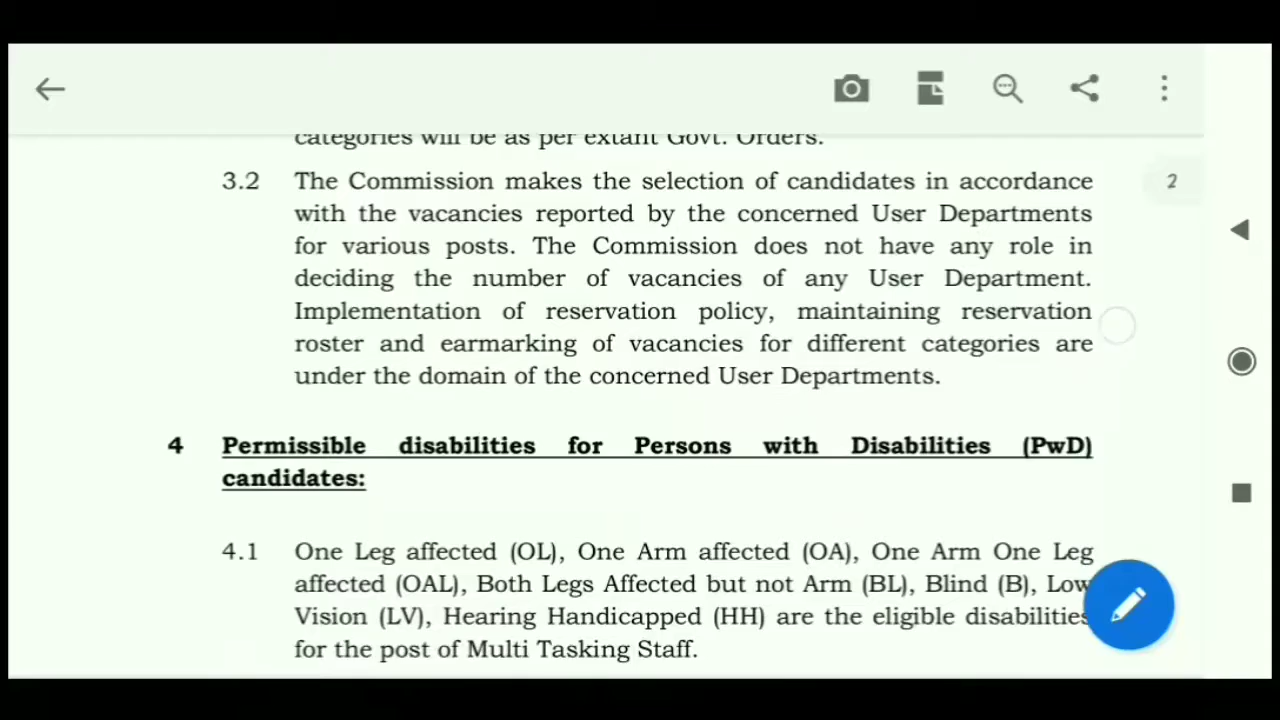 categories will be as per extant Govt. Orders.
2
3.2 The Commission makes the selection of candidates in accordance
with the vacancies reported by the concerned User Departments
for various posts. The Commission does not have any role in
deciding the number of vacancies of any User Department.
Implementation of reservation policy, maintaining reservation
roster and earmarking of vacancies for different categories are
under the domain of the concerned User Departments.
4 Permissible disabilities for Persons with Disabilities (PwD)
candidates:
4.1 One Leg affected (OL), One Arm affected (OA), One Arm One Leg
affected (OAL), Both Legs Affected but not Arm (BL), Blind (B), Low
Vision (LV), Hearing Handicapped (HH) are the eligible disabilities
for the post of Multi Tasking Staff.